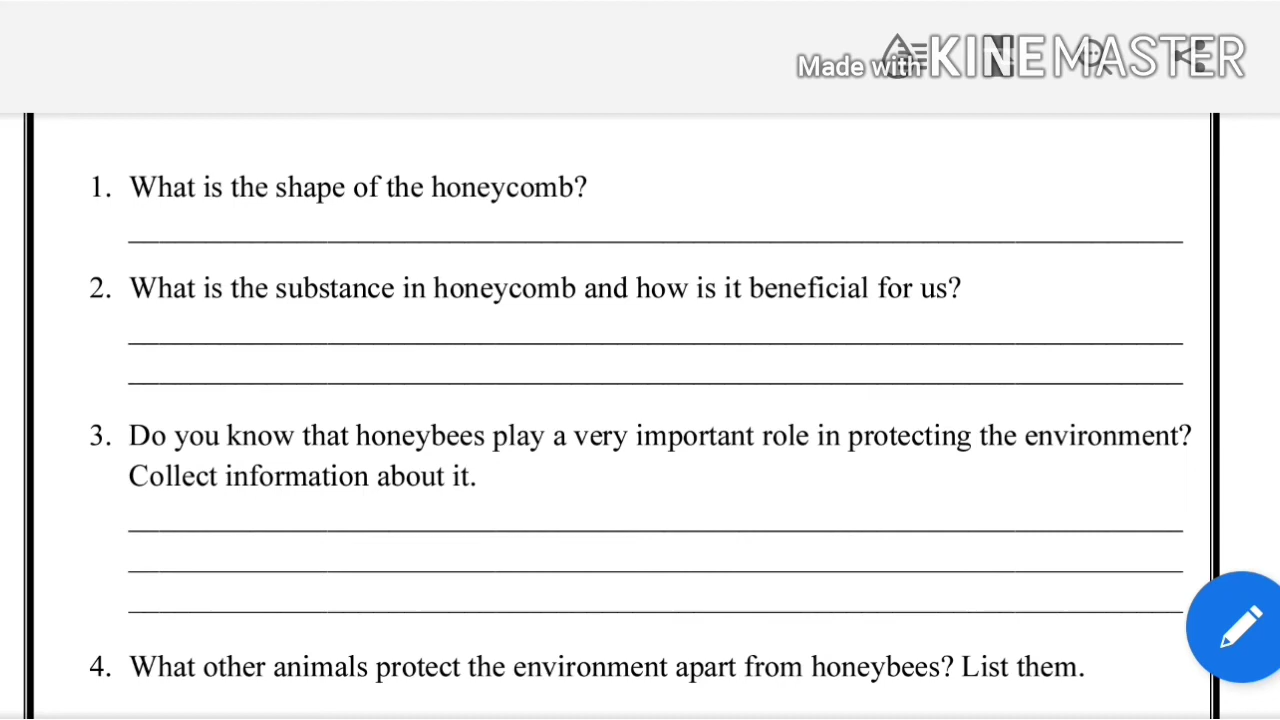 Made with KINEMASTER
1. What is the shape of the honeycomb?
2. What is the substance in honeycomb and how is it beneficial for us?
3. Do you know that honeybees play a very important role in protecting the environment?
Collect information about it.
4. What other animals protect the environment apart from honeybees? List them.